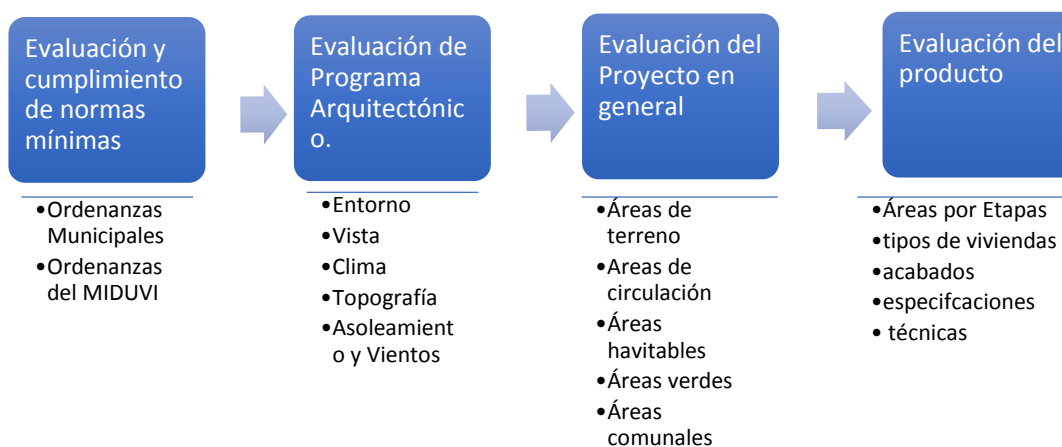 Evaluación y
cumplimiento
de normas
mínimas
•Ordenanzas
Municipales
•Ordenanzas
del MIDUVI
Evaluación de
Programa
Arquitectónic
o.
•Entorno
•Vista
•Clima
•Topografía
•Asoleamient
o y Vientos
Evaluación del
Proyecto en
general
•Áreas de
terreno
•Areas de
circulación
•Áreas
havitables
•Áreas verdes
•Áreas
comunales
Evaluación del
producto
•Áreas por Etapas
•tipos de viviendas
•acabados
•especifcaciones
• técnicas